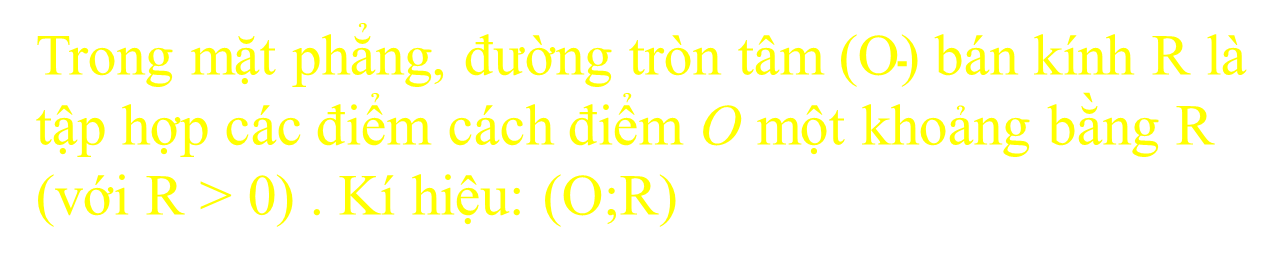 Trong mặt phẳng, đường tròn tâm (O-) bán kính R là
tập hợp các điểm cách điểm O một khoảng bằng R
(với R > 0) . Kí hiệu: (O;R)